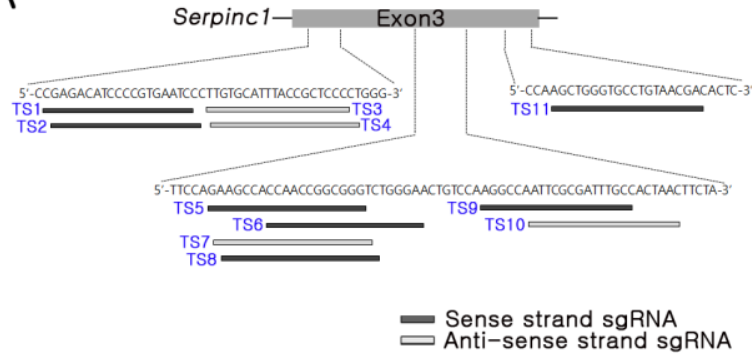 Serpinc1 Exon3
5'-CCGAGACATCCCCGTGAATCCCTTGTGCATTTACCGCTCCCCTGGG-3'
TS1 TS3
TS2 TS4
5'-CCAAGCTGGGTGCCTGTAACGACACTC-3'
TS11
5'-TTCCAGAAGCCACCAACCGGCGGGTCTGGGAACTGTCCAAGGCCAATTCGCGATTTGCCACTAACTTCTA-3'
TS5 TS9
TS6 TS10
TS7
TS8
Sense strand sgRNA
Anti-sense strand sgRNA